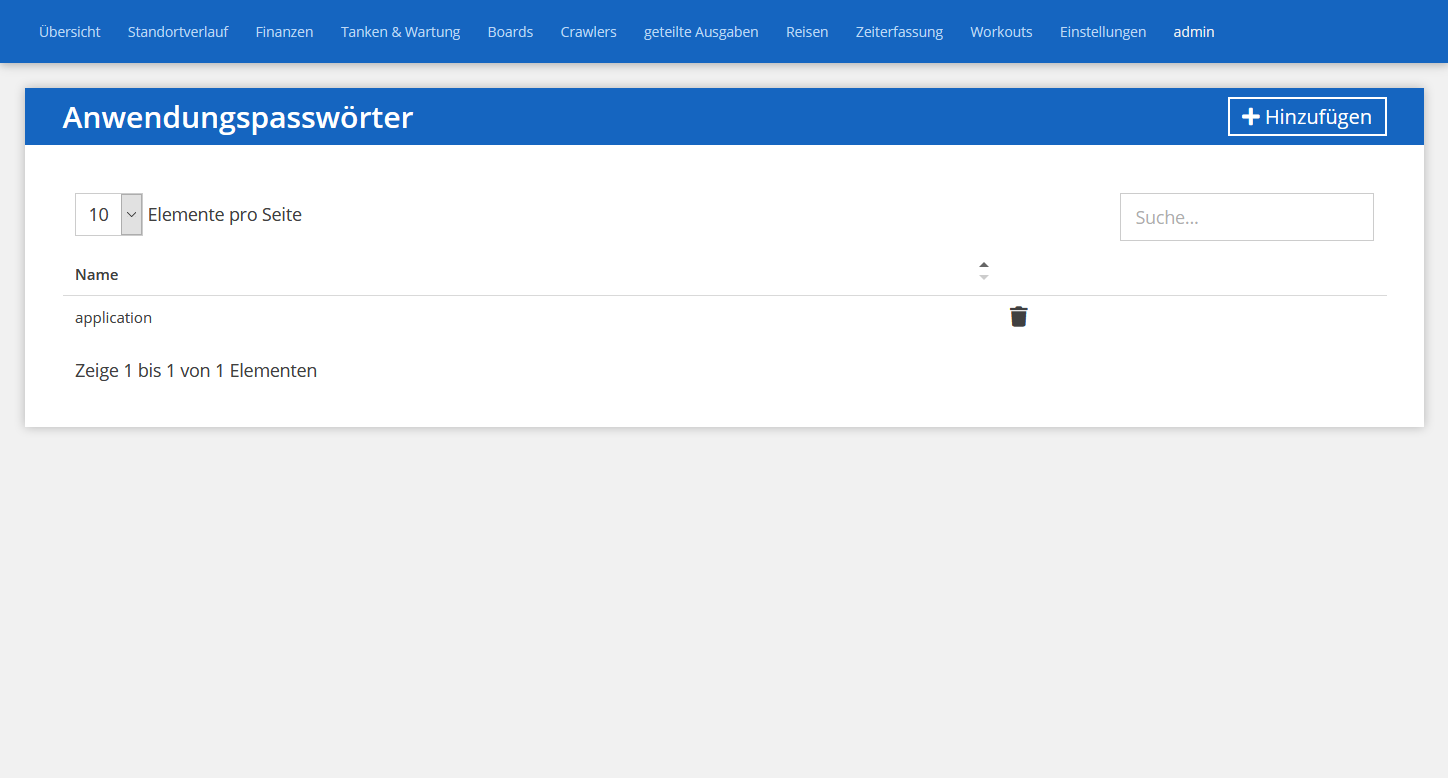 Übersicht Standortverlauf Finanzen Tanken & Wartung Boards Crawlers geteilte Ausgaben Reisen Zeiterfassung Workouts Einstellungen admin
Anwendungspasswörter Hinzufügen
10 Elemente pro Seite Suche...
Name
application
Zeige 1 bis 1 von 1 Elementen